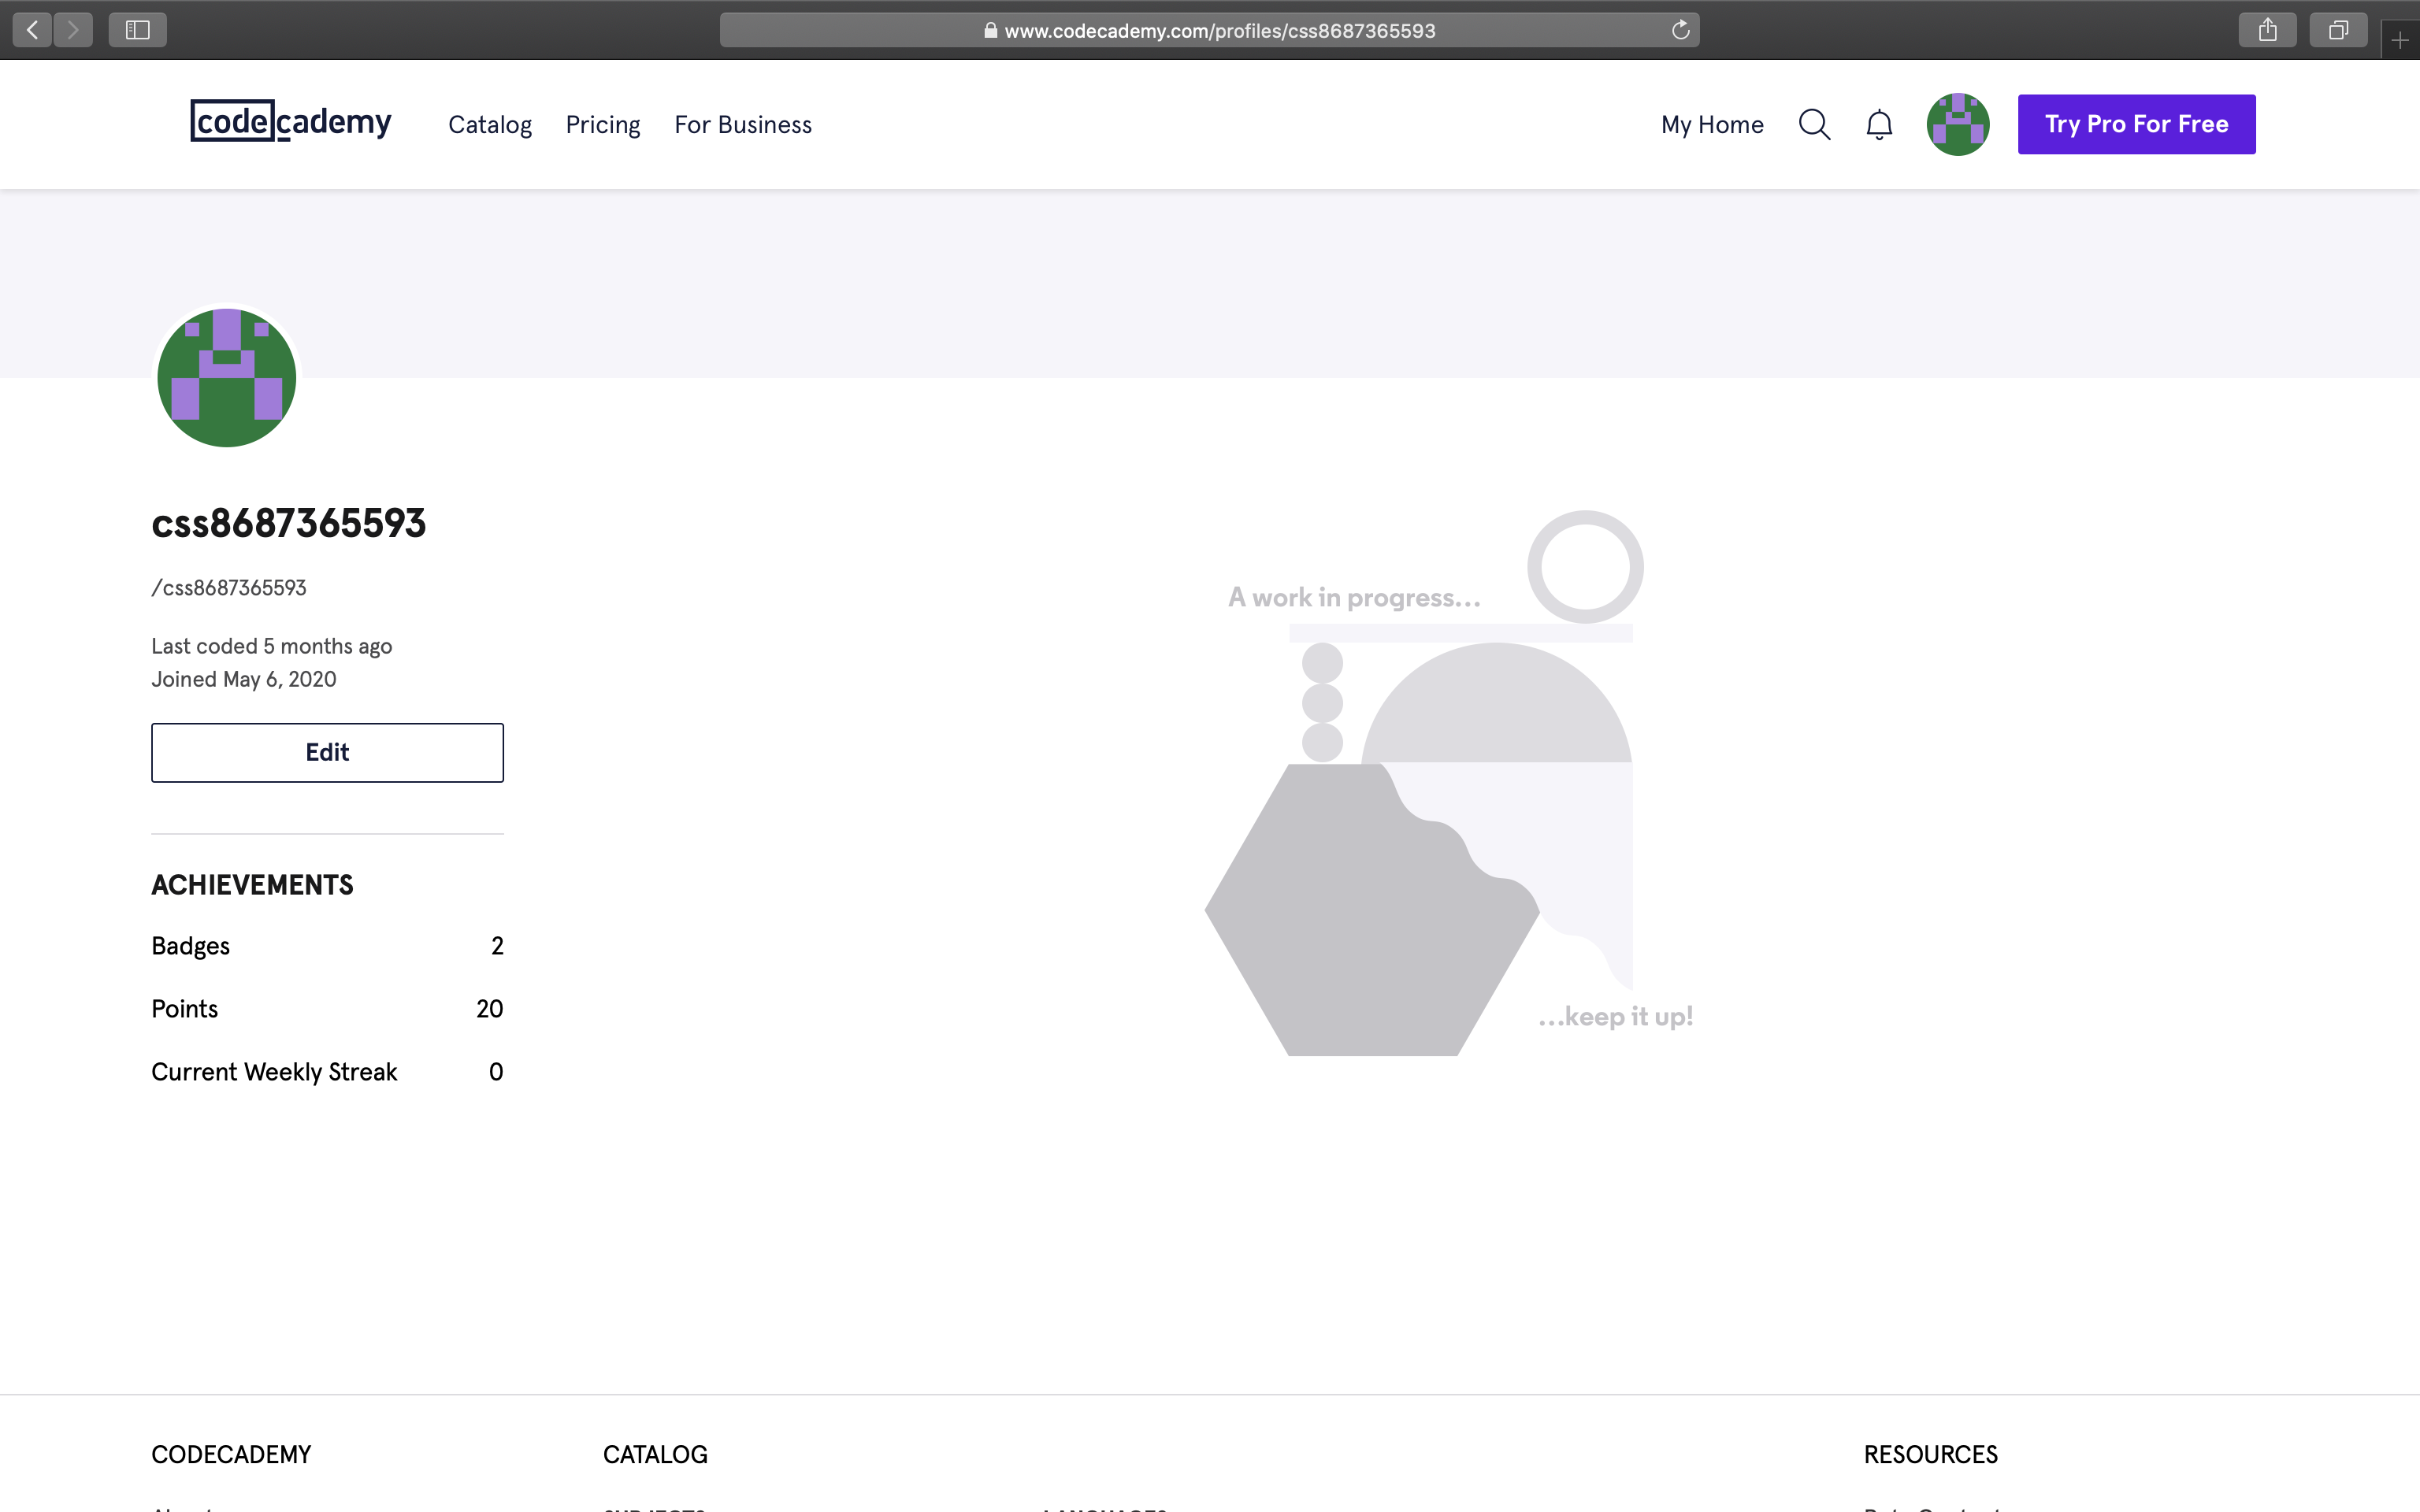 www.codecademy.com/profiles/css8687365593
codecademy
Catalog
Pricing
For Business
My Home
Try Pro For Free
css8687365593
/css8687365593
Last coded 5 months ago
Joined May 6, 2020
Edit
ACHIEVEMENTS
Badges 2
Points 20
Current Weekly Streak 0
A work in progress...
...keep it up!
CODECADEMY
CATALOG
RESOURCES